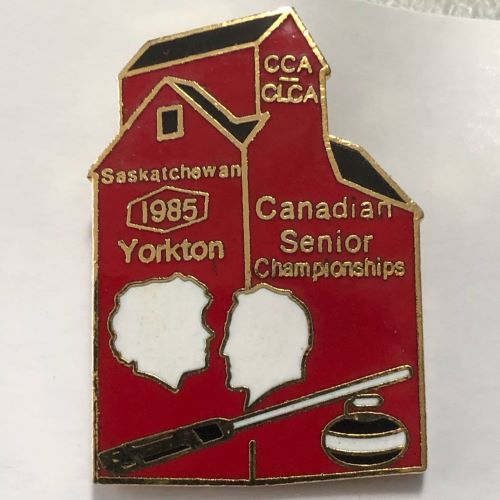 CCA
CLCA
Saskatchewan
1985
Yorkton
Canadian
Senior
Championships